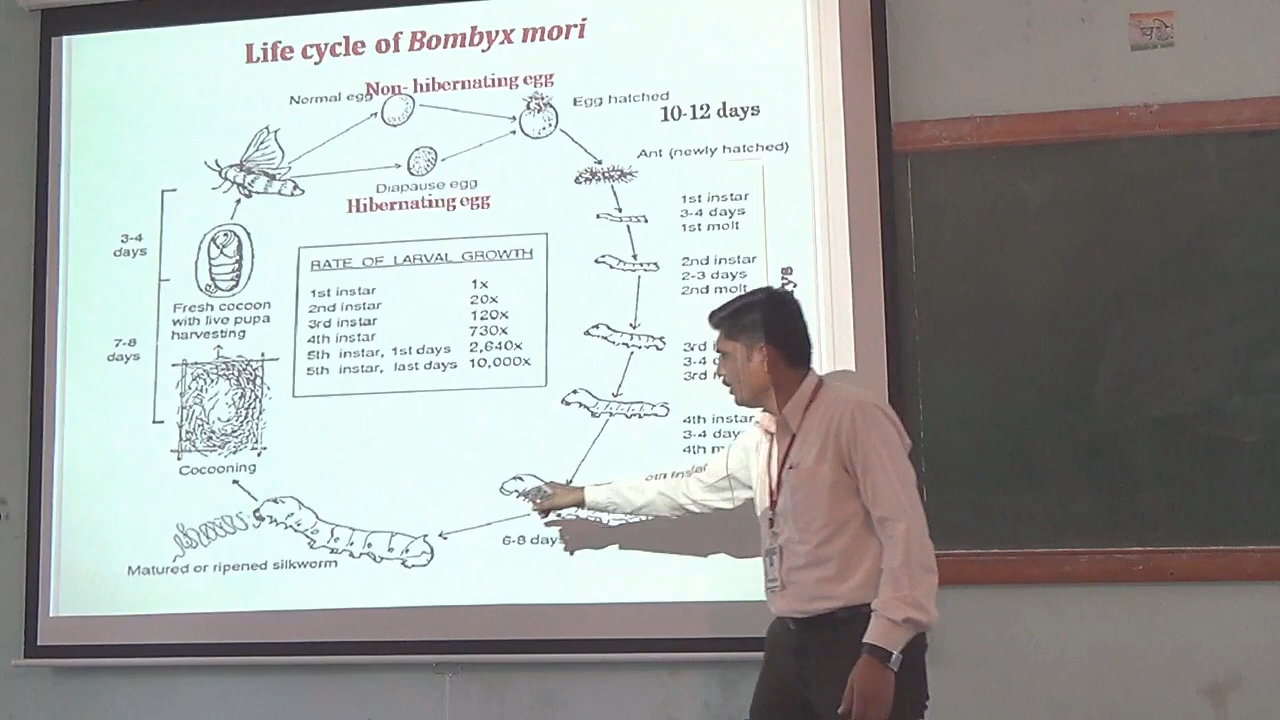 Life cycle of Bombyx mori
Normal egg
Non- hibernating egg
Egg hatched
10-12 days
Ant (newly hatched)
Diapause egg
Hibernating egg
1st instar
3-4 days
1st molt
2nd instar
2-3 days
2nd molt
3rd
3-4
3rd
4th instar
3-4
4th
6-8 days
Matured or ripened silkworm
Cocooning
7-8
days
Fresh cocoon
with live pupa
harvesting
3-4
days
RATE OF LARVAL GROWTH
1st instar 1x
2nd instar 20x
3rd instar 120x
4th instar 730x
5th instar, 1st days 2,640x
5th instar, last days 10,000x